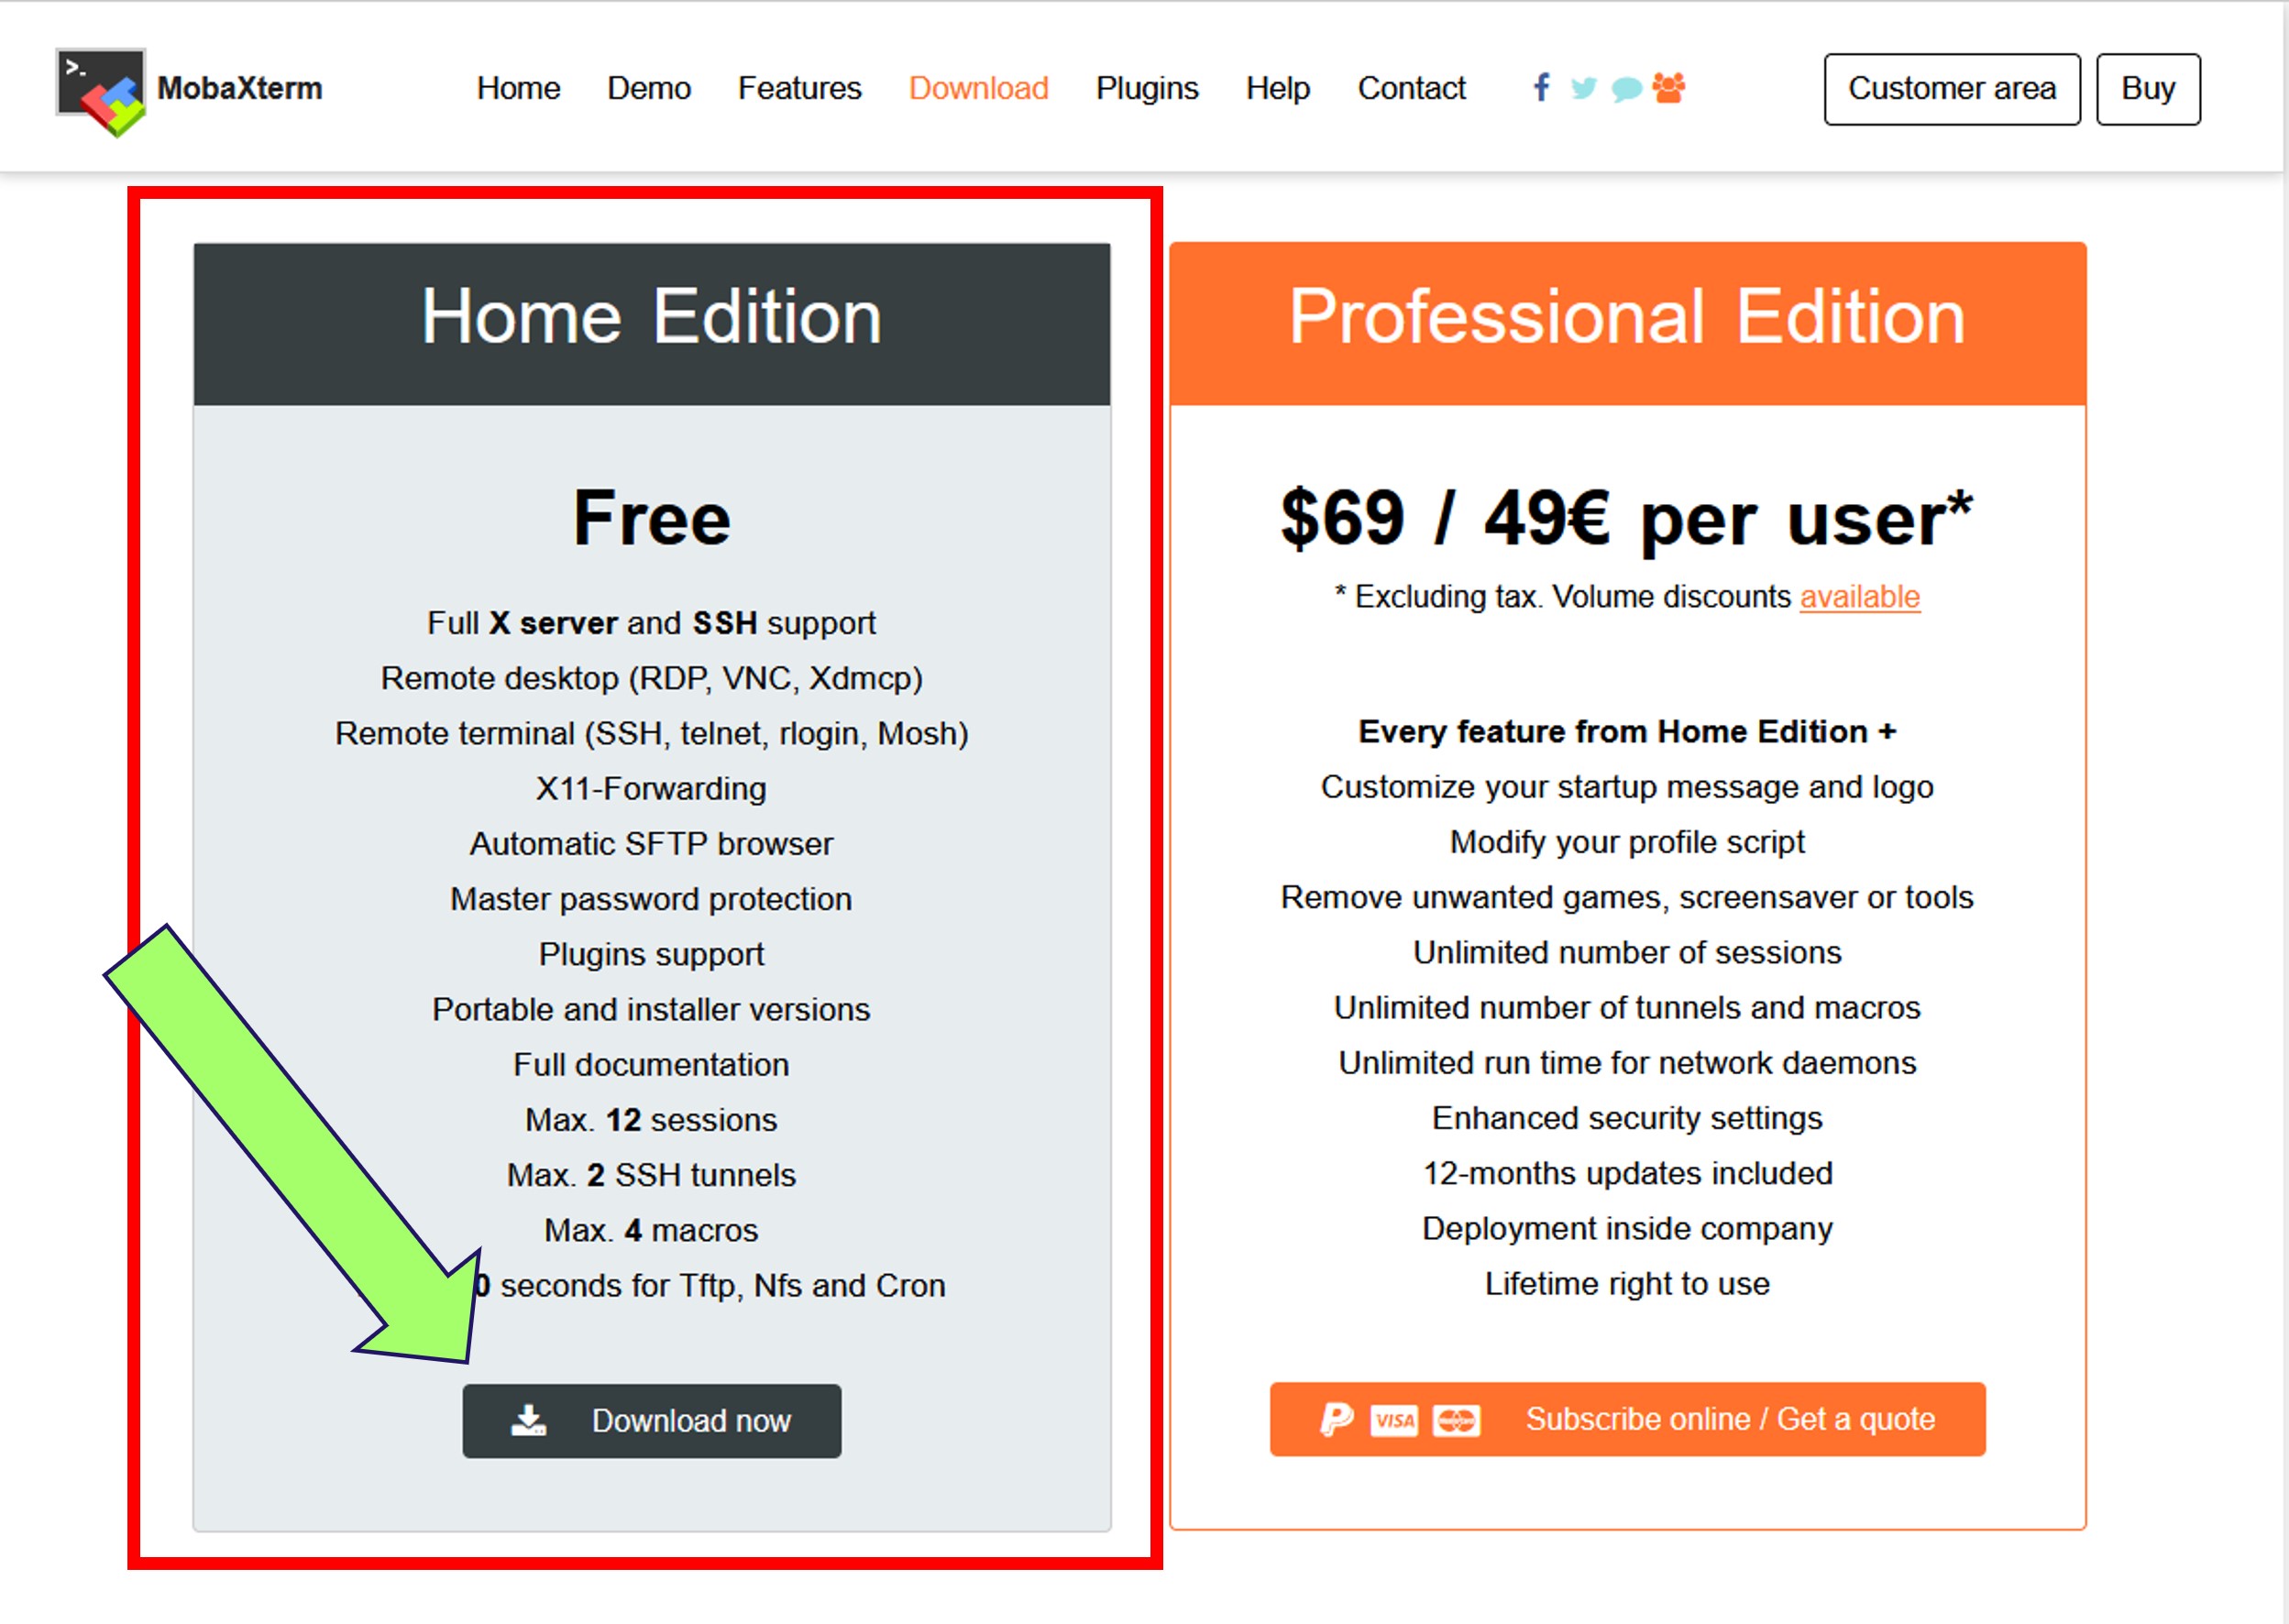 >.
MobaXterm
Home
Demo
Features
Download
Plugins
Help
Contact
Customer area
Buy
Home Edition
Free
Full X server and SSH support
Remote desktop (RDP, VNC, Xdmcp)
Remote terminal (SSH, telnet, rlogin, Mosh)
X11-Forwarding
Automatic SFTP browser
Master password protection
Plugins support
Portable and installer versions
Full documentation
Max. 12 sessions
Max. 2 SSH tunnels
Max. 4 macros
0 seconds for Tftp, Nfs and Cron
Download now
Professional Edition
$69 / 49€ per user*
* Excluding tax. Volume discounts available
Every feature from Home Edition +
Customize your startup message and logo
Modify your profile script
Remove unwanted games, screensaver or tools
Unlimited number of sessions
Unlimited number of tunnels and macros
Unlimited run time for network daemons
Enhanced security settings
12-months updates included
Deployment inside company
Lifetime right to use
VISA
Subscribe online / Get a quote